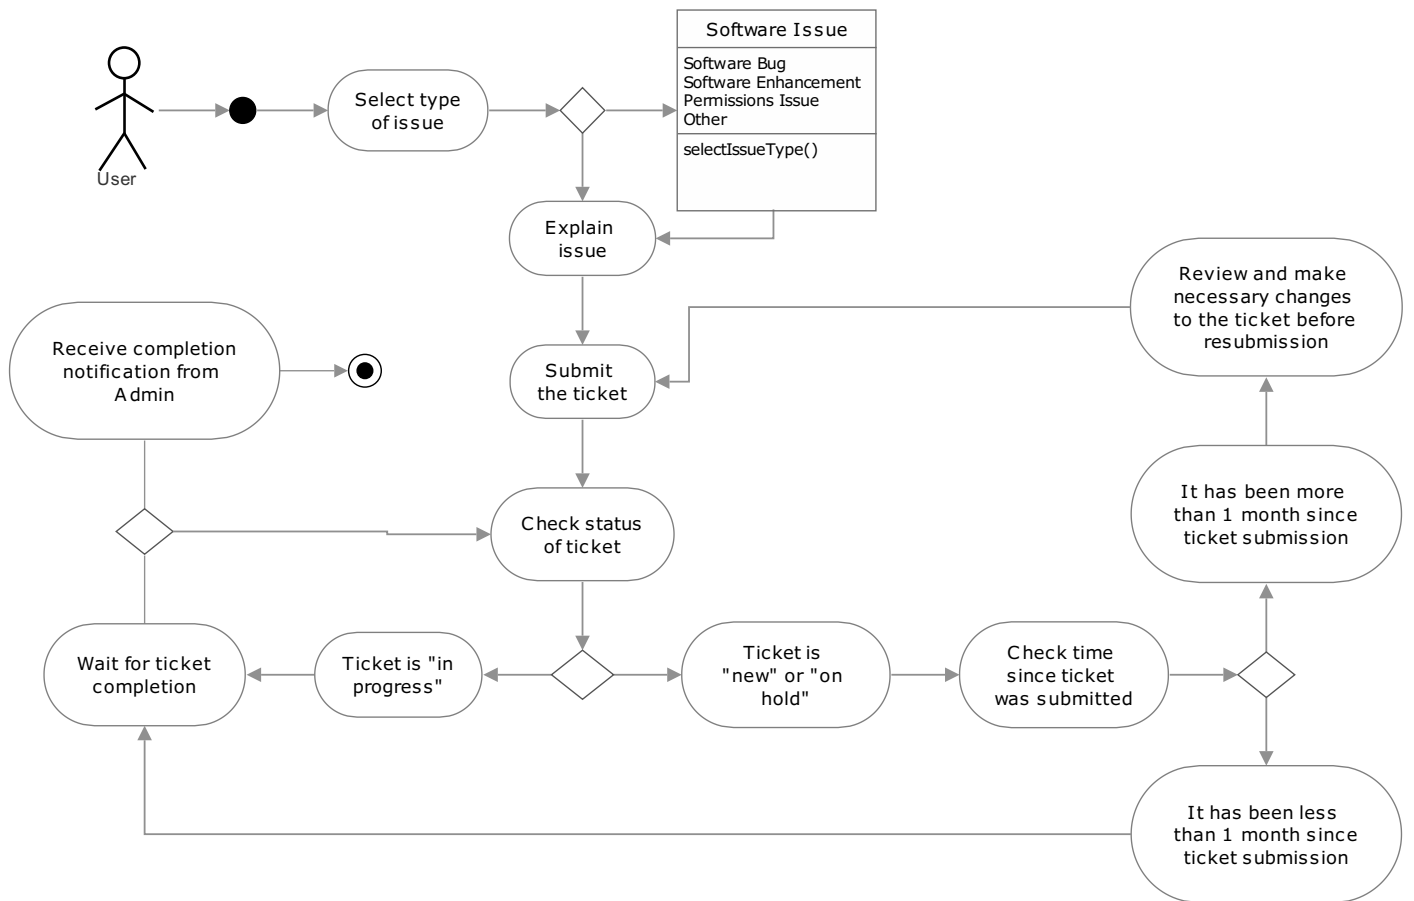 Software Issue
Software Bug
Software Enhancement
Permissions Issue
Other
selectIssueType()
User
Select type
of issue
Explain
issue
Review and make
necessary changes
to the ticket before
resubmission
Receive completion
notification from
Admin
Submit
the ticket
It has been more
than 1 month since
ticket submission
Check status
of ticket
Wait for ticket
completion
Ticket is "in
progress"
Ticket is
"new" or "on
hold"
Check time
since ticket
was submitted
It has been less
than 1 month since
ticket submission